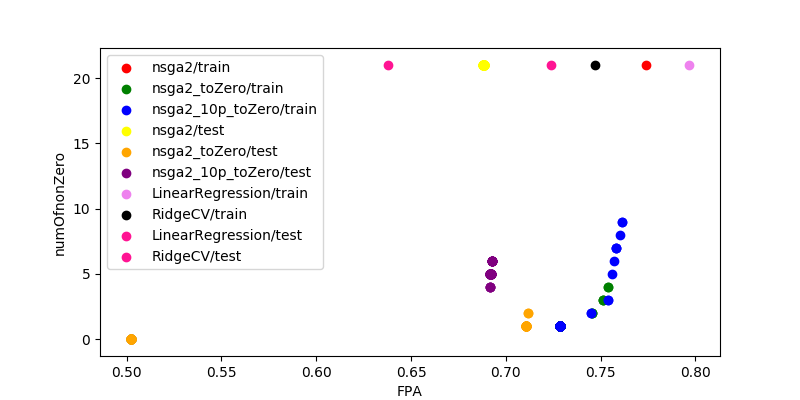 nsga2/train
nsga2_toZero/train
nsga2_10p_toZero/train
nsga2/test
nsga2_toZero/test
nsga2_10p_toZero/test
LinearRegression/train
RidgeCV/train
LinearRegression/test
RidgeCV/test
numOfnonZero
20
15
10
5
0
0.50
0.55
0.60
0.65
0.70
0.75
0.80
FPA